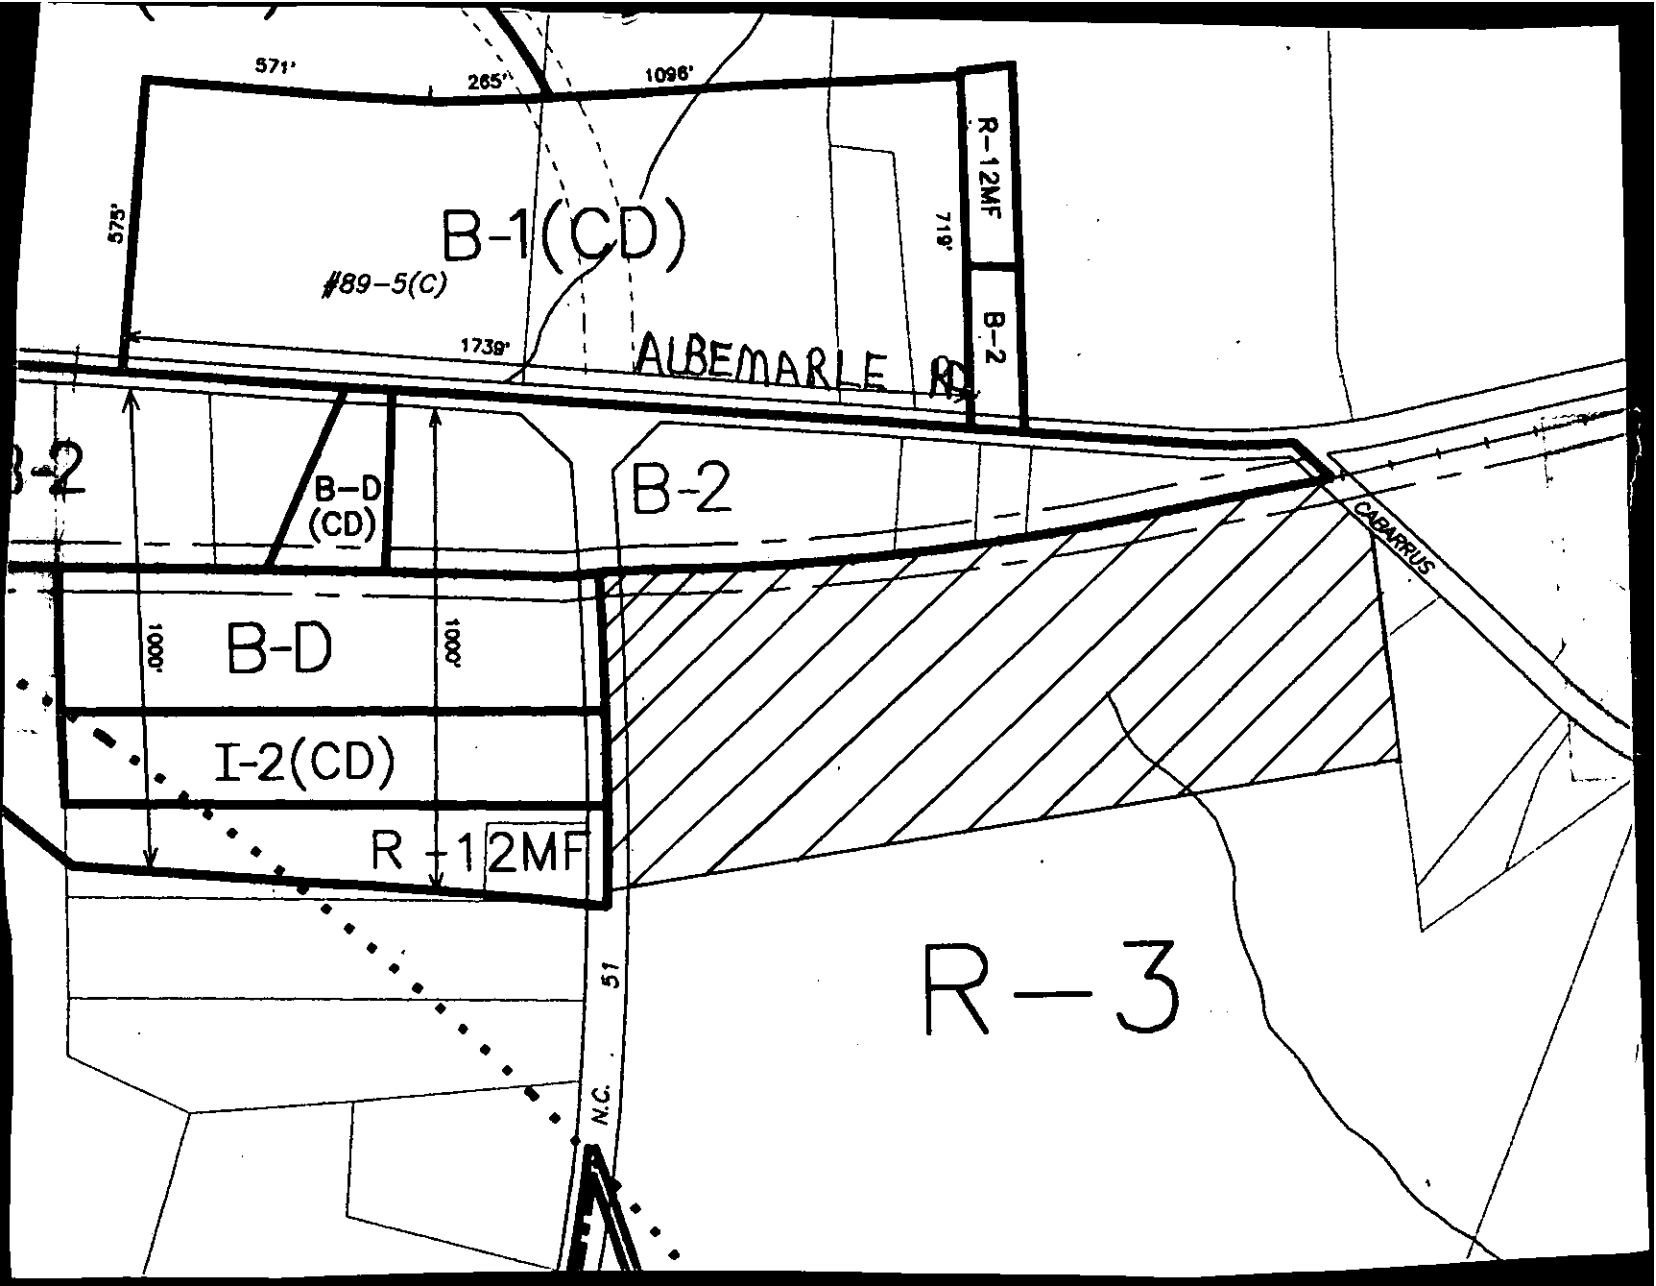 571'
265'
1096'
R-12MF
575'
B-1(CD)
719'
#89-5(C)
B-2
1739'
ALBEMARLE RD
B-2
B-D
(CD)
B-2
CABARRUS
1000'
B-D
1000'
I-2(CD)
R-12MF
R-3
N.C. 51